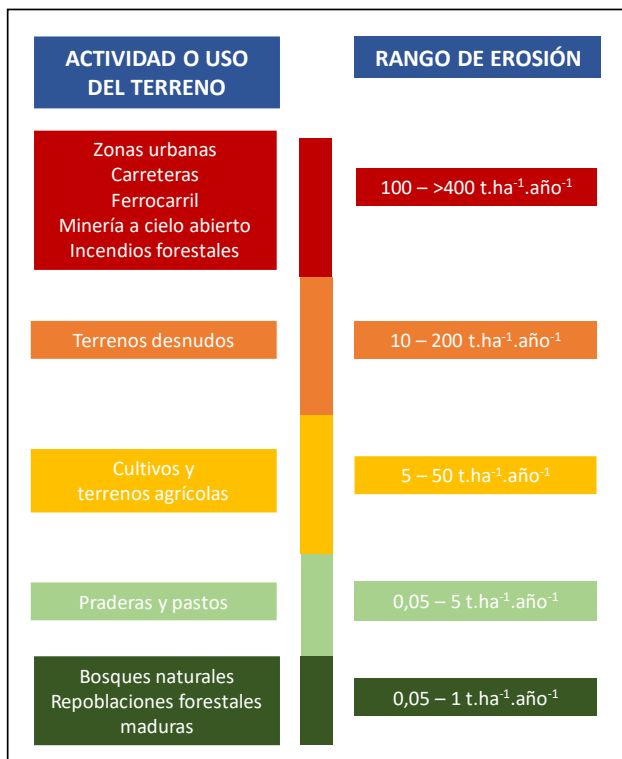 ACTIVIDAD O USO
DEL TERRENO
RANGO DE EROSIÓN
Zonas urbanas
Carreteras
Ferrocarril
Minería a cielo abierto
Incendios forestales
100 – >400 t.ha⁻¹.año⁻¹
Terrenos desnudos
10 – 200 t.ha⁻¹.año⁻¹
Cultivos y
terrenos agrícolas
5 – 50 t.ha⁻¹.año⁻¹
Praderas y pastos
0,05 – 5 t.ha⁻¹.año⁻¹
Bosques naturales
Repoblaciones forestales
maduras
0,05 – 1 t.ha⁻¹.año⁻¹